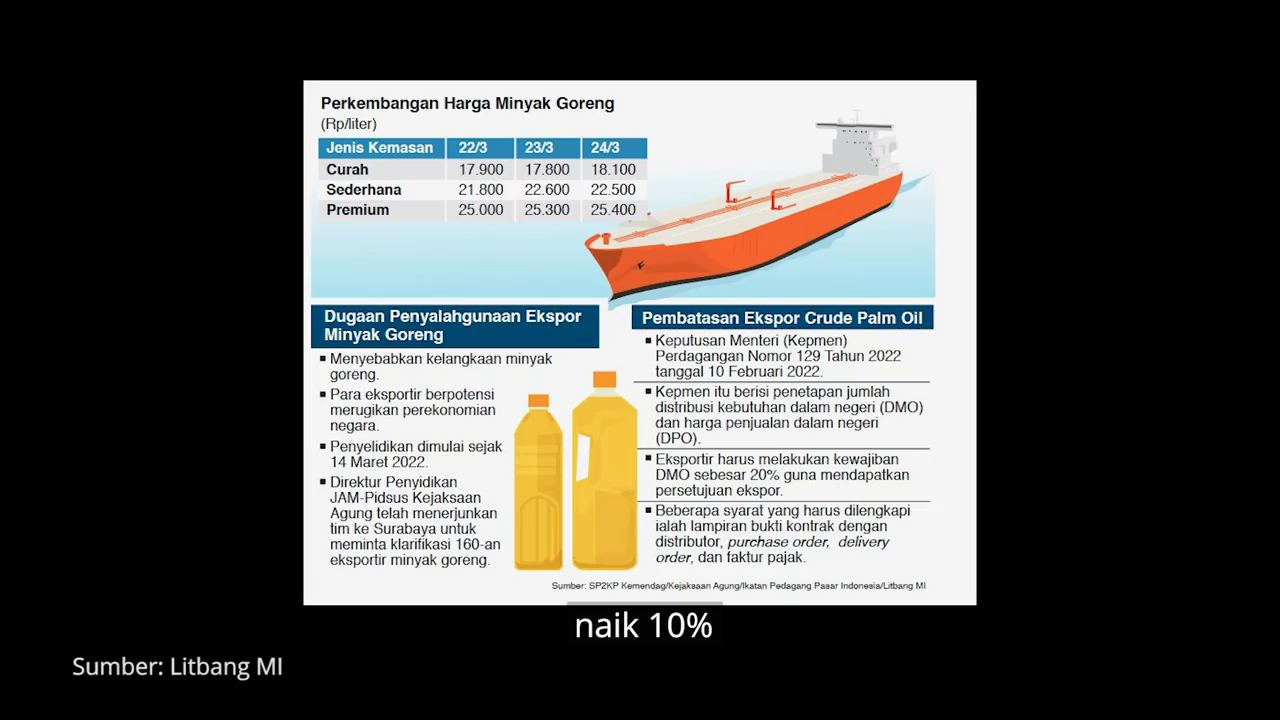 Perkembangan Harga Minyak Goreng
(Rp/liter)
Jenis Kemasan 22/3 23/3 24/3
Curah 17.900 17.800 18.100
Sederhana 21.800 22.600 22.500
Premium 25.000 25.300 25.400
Dugaan Penyalahgunaan Ekspor
Minyak Goreng
▪ Menyebabkan kelangkaan minyak
goreng.
▪ Para eksportir berpotensi
merugikan perekonomian
negara.
▪ Penyelidikan dimulai sejak
14 Maret 2022.
▪ Direktur Penyidikan
JAM-Pidsus Kejaksaan
Agung telah menerjunkan
tim ke Surabaya untuk
meminta klarifikasi 160-an
eksportir minyak goreng.
Pembatasan Ekspor Crude Palm Oil
▪ Keputusan Menteri (Kepmen)
Perdagangan Nomor 129 Tahun 2022
tanggal 10 Februari 2022.
▪ Kepmen itu berisi penetapan jumlah
distribusi kebutuhan dalam negeri (DMO)
dan harga penjualan dalam negeri
(DPO).
▪ Eksportir harus melakukan kewajiban
DMO sebesar 20% guna mendapatkan
persetujuan ekspor.
▪ Beberapa syarat yang harus dilengkapi
ialah lampiran bukti kontrak dengan
distributor, purchase order, delivery
order, dan faktur pajak.
Sumber: SP2KP Kemendag/Kejaksaan Agung/Ikatan Pedagang Pasar Indonesia/Litbang MI
naik 10%
Sumber: Litbang MI